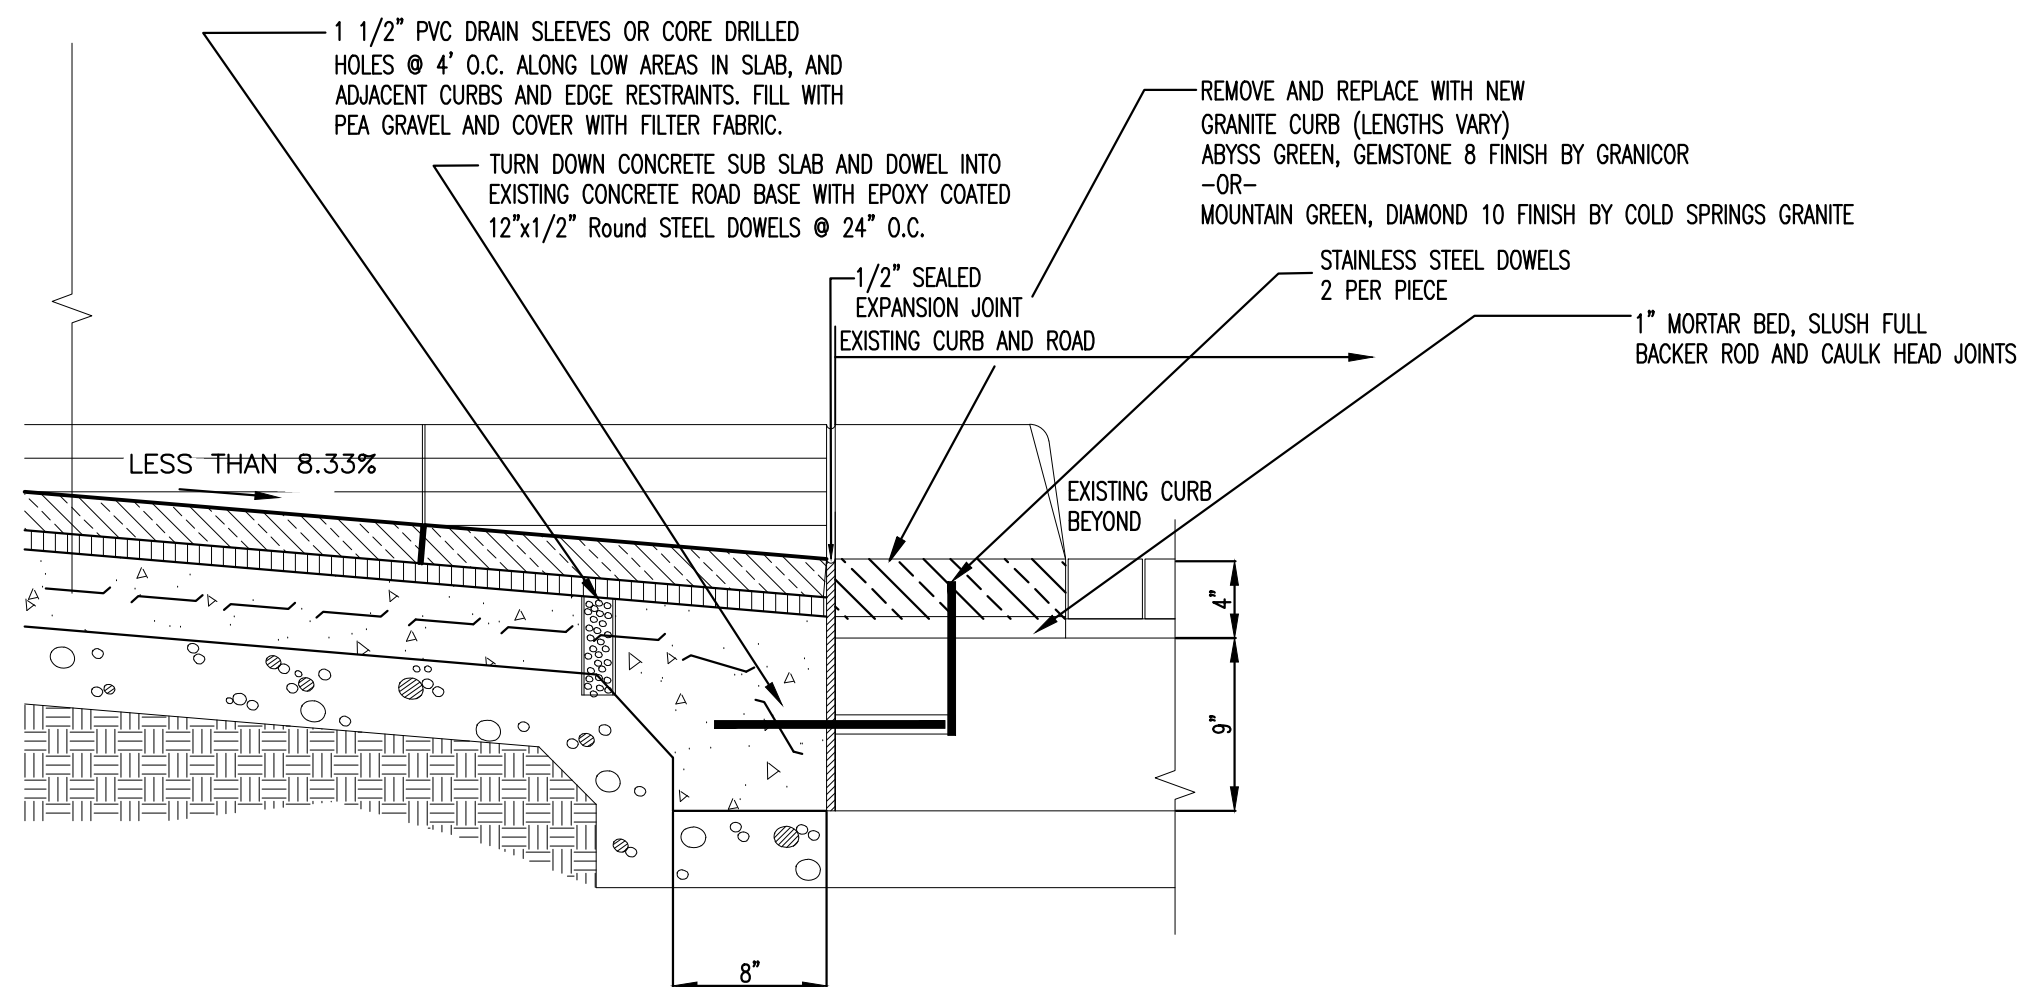 1 1/2" PVC DRAIN SLEEVES OR CORE DRILLED
HOLES @ 4' O.C. ALONG LOW AREAS IN SLAB, AND
ADJACENT CURBS AND EDGE RESTRAINTS. FILL WITH
PEA GRAVEL AND COVER WITH FILTER FABRIC.
TURN DOWN CONCRETE SUB SLAB AND DOWEL INTO
EXISTING CONCRETE ROAD BASE WITH EPOXY COATED
12"x1/2" Round STEEL DOWELS @ 24" O.C.
REMOVE AND REPLACE WITH NEW
GRANITE CURB (LENGTHS VARY)
ABYSS GREEN, GEMSTONE 8 FINISH BY GRANICOR
-OR-
MOUNTAIN GREEN, DIAMOND 10 FINISH BY COLD SPRINGS GRANITE
STAINLESS STEEL DOWELS
2 PER PIECE
1/2" SEALED
EXPANSION JOINT
EXISTING CURB AND ROAD
1" MORTAR BED, SLUSH FULL
BACKER ROD AND CAULK HEAD JOINTS
LESS THAN 8.33%
EXISTING CURB
BEYOND
4"
9"
8"